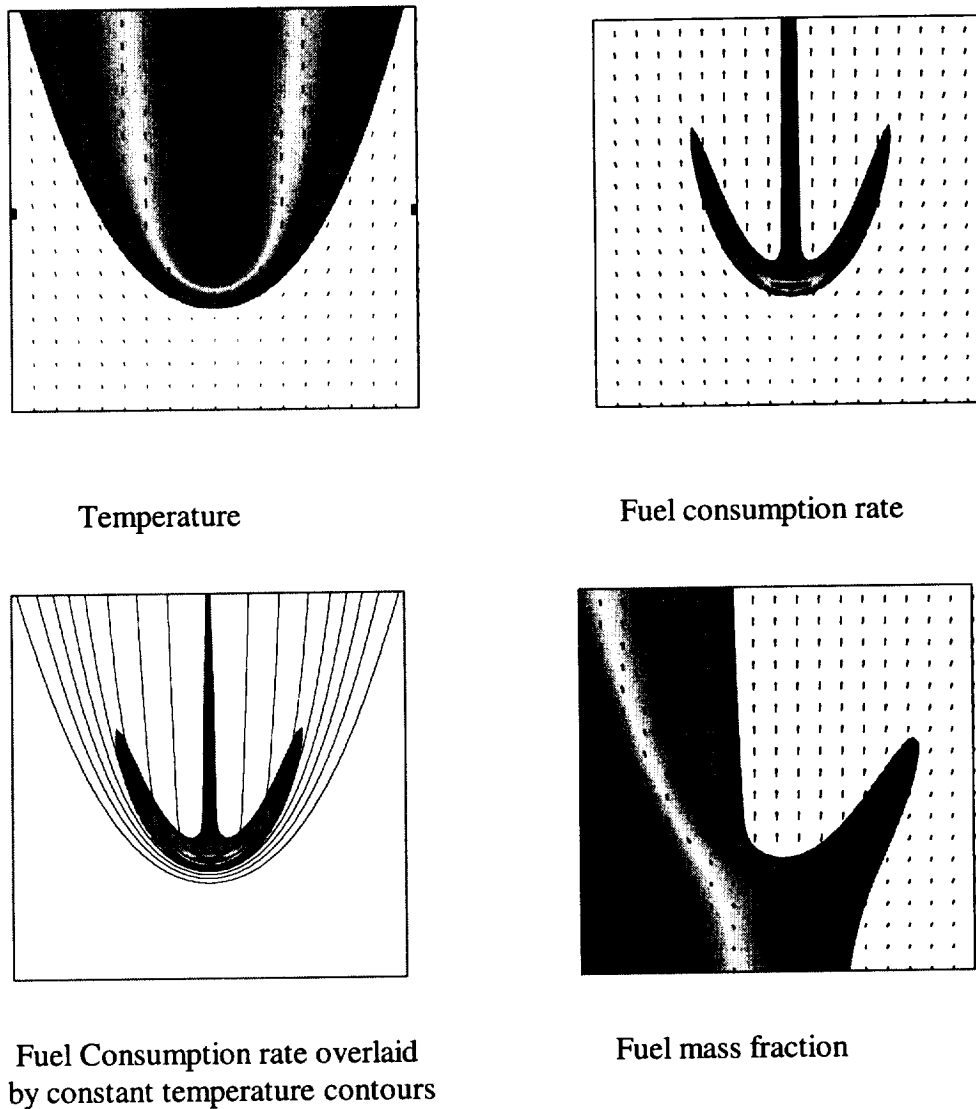 Temperature
Fuel consumption rate
Fuel Consumption rate overlaid
by constant temperature contours
Fuel mass fraction